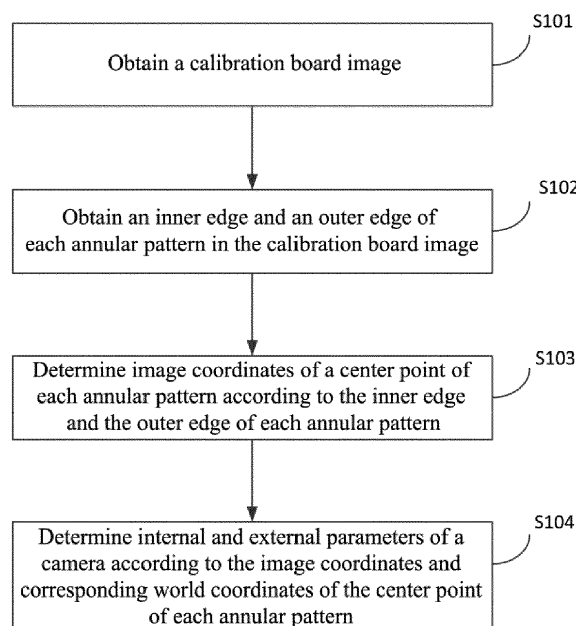 S101
Obtain a calibration board image
S102
Obtain an inner edge and an outer edge of
each annular pattern in the calibration board image
S103
Determine image coordinates of a center point of
each annular pattern according to the inner edge
and the outer edge of each annular pattern
S104
Determine internal and external parameters of a
camera according to the image coordinates and
corresponding world coordinates of the center point
of each annular pattern